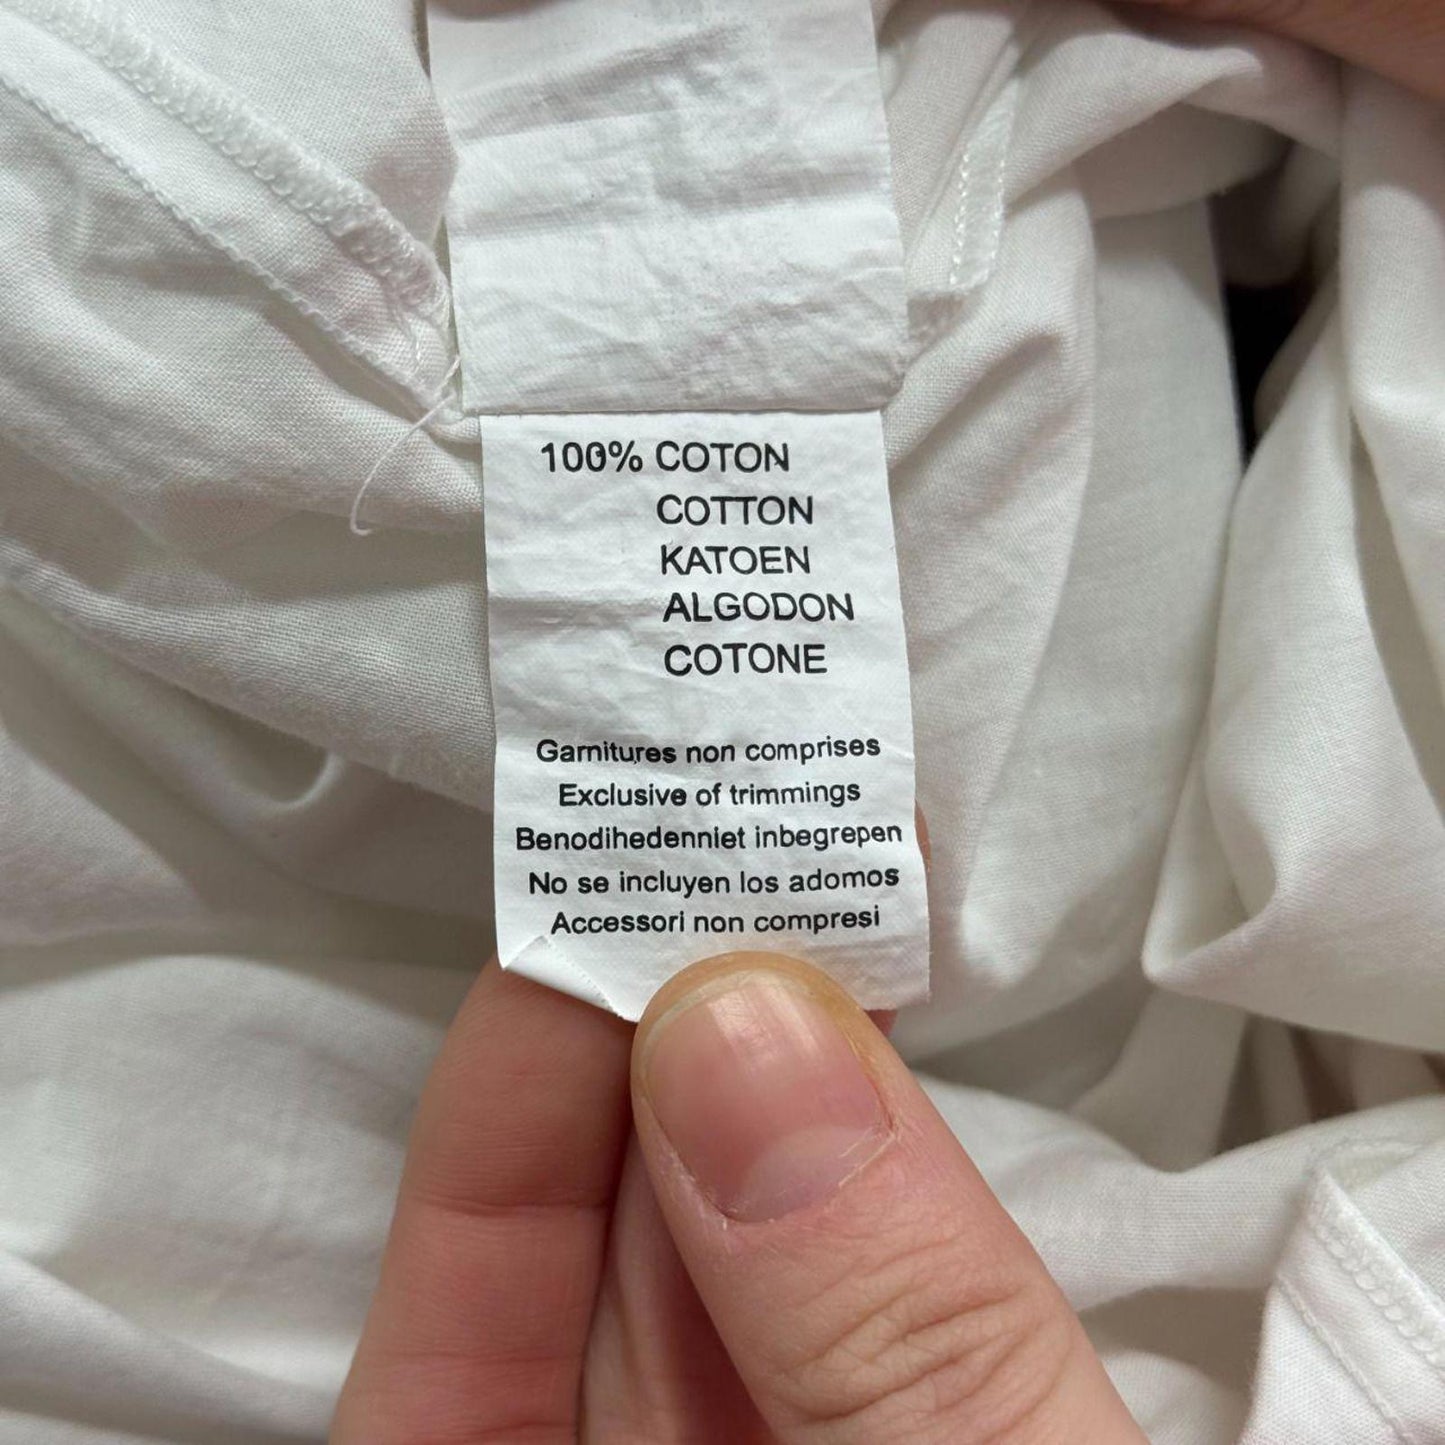 100% COTON
COTTON
KATOEN
ALGODON
COTONE
Garnitures non comprises
Exclusive of trimmings
Benodihedenniet inbegrepen
No se incluyen los adomos
Accessori non compresi